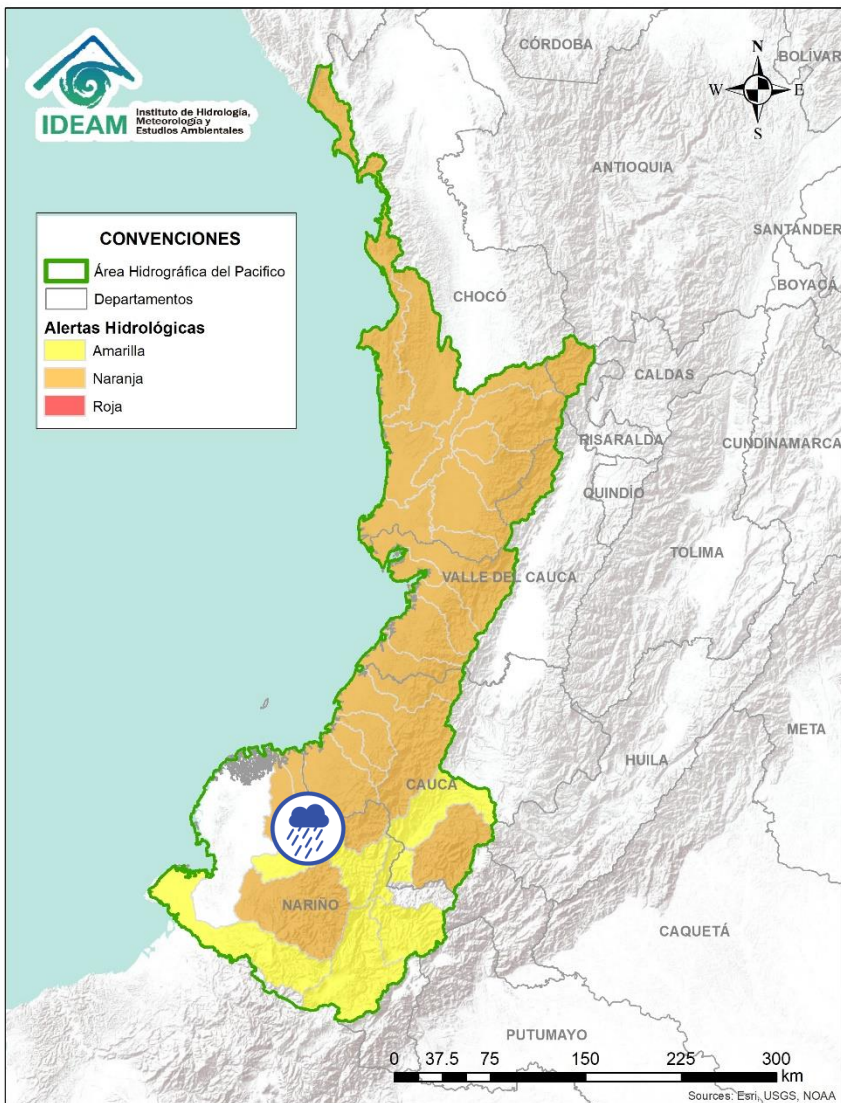 IDEAM
Instituto de Hidrología,
Meteorología y
Estudios Ambientales
CÓRDOBA
BOLÍVAR
N
W
E
S
ANTIOQUIA
SANTANDER
BOYACÁ
CONVENCIONES
Área Hidrográfica del Pacifico
Departamentos
Alertas Hidrológicas
Amarilla
Naranja
Roja
CHOCÓ
CALDAS
RISARALDA
CUNDINAMARCA
QUINDÍO
TOLIMA
VALLE DEL CAUCA
META
HUILA
CAUCA
NARIÑO
CAQUETÁ
PUTUMAYO
0 37.5 75 150 225 300
km
Sources: Esri, USGS, NOAA